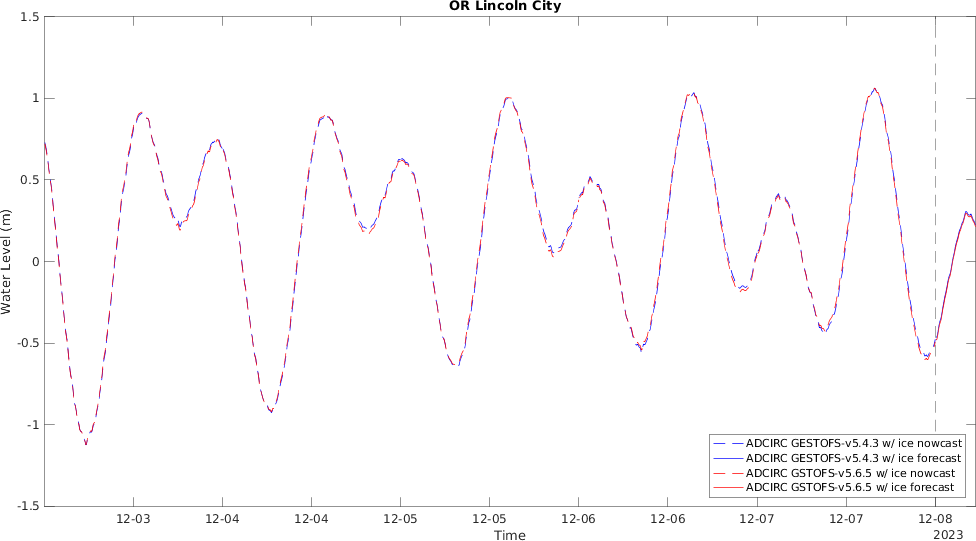 OR Lincoln City
1.5
1
0.5
0
-0.5
-1
-1.5
Water Level (m)
ADCIRC GESTOFS-v5.4.3 w/ ice nowcast
ADCIRC GESTOFS-v5.4.3 w/ ice forecast
ADCIRC GSTOFS-v5.6.5 w/ ice nowcast
ADCIRC GSTOFS-v5.6.5 w/ ice forecast
12-03 12-04 12-04 12-05 12-05 12-06 12-06 12-07 12-07 12-08
Time
2023